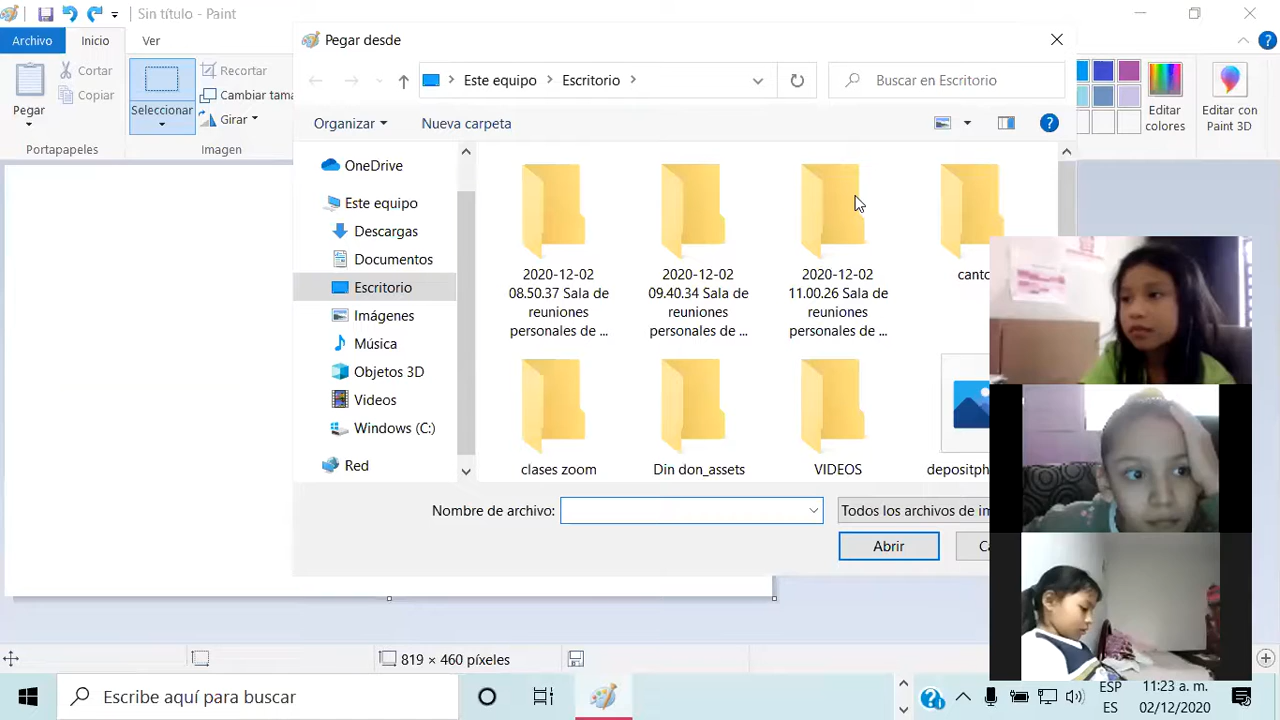 Sin título - Paint
Archivo
Inicio
Ver
Pegar
Cortar
Copiar
Portapapeles
Seleccionar
Recortar
Cambiar tama
Girar
Imagen
Editar
colores
Editar con
Paint 3D
Pegar desde
Este equipo
Escritorio
Buscar en Escritorio
Organizar
Nueva carpeta
OneDrive
Este equipo
Descargas
Documentos
Escritorio
Imágenes
Música
Objetos 3D
Videos
Windows (C:)
Red
2020-12-02
08.50.37 Sala de
reuniones
personales de ...
2020-12-02
09.40.34 Sala de
reuniones
personales de ...
2020-12-02
11.00.26 Sala de
reuniones
personales de ...
canto
clases zoom
Din don_assets
VIDEOS
depositph
Nombre de archivo:
Todos los archivos de im
Abrir
Ca
819 × 460 píxeles
Escribe aquí para buscar
ESP
ES
11:23 a. m.
02/12/2020